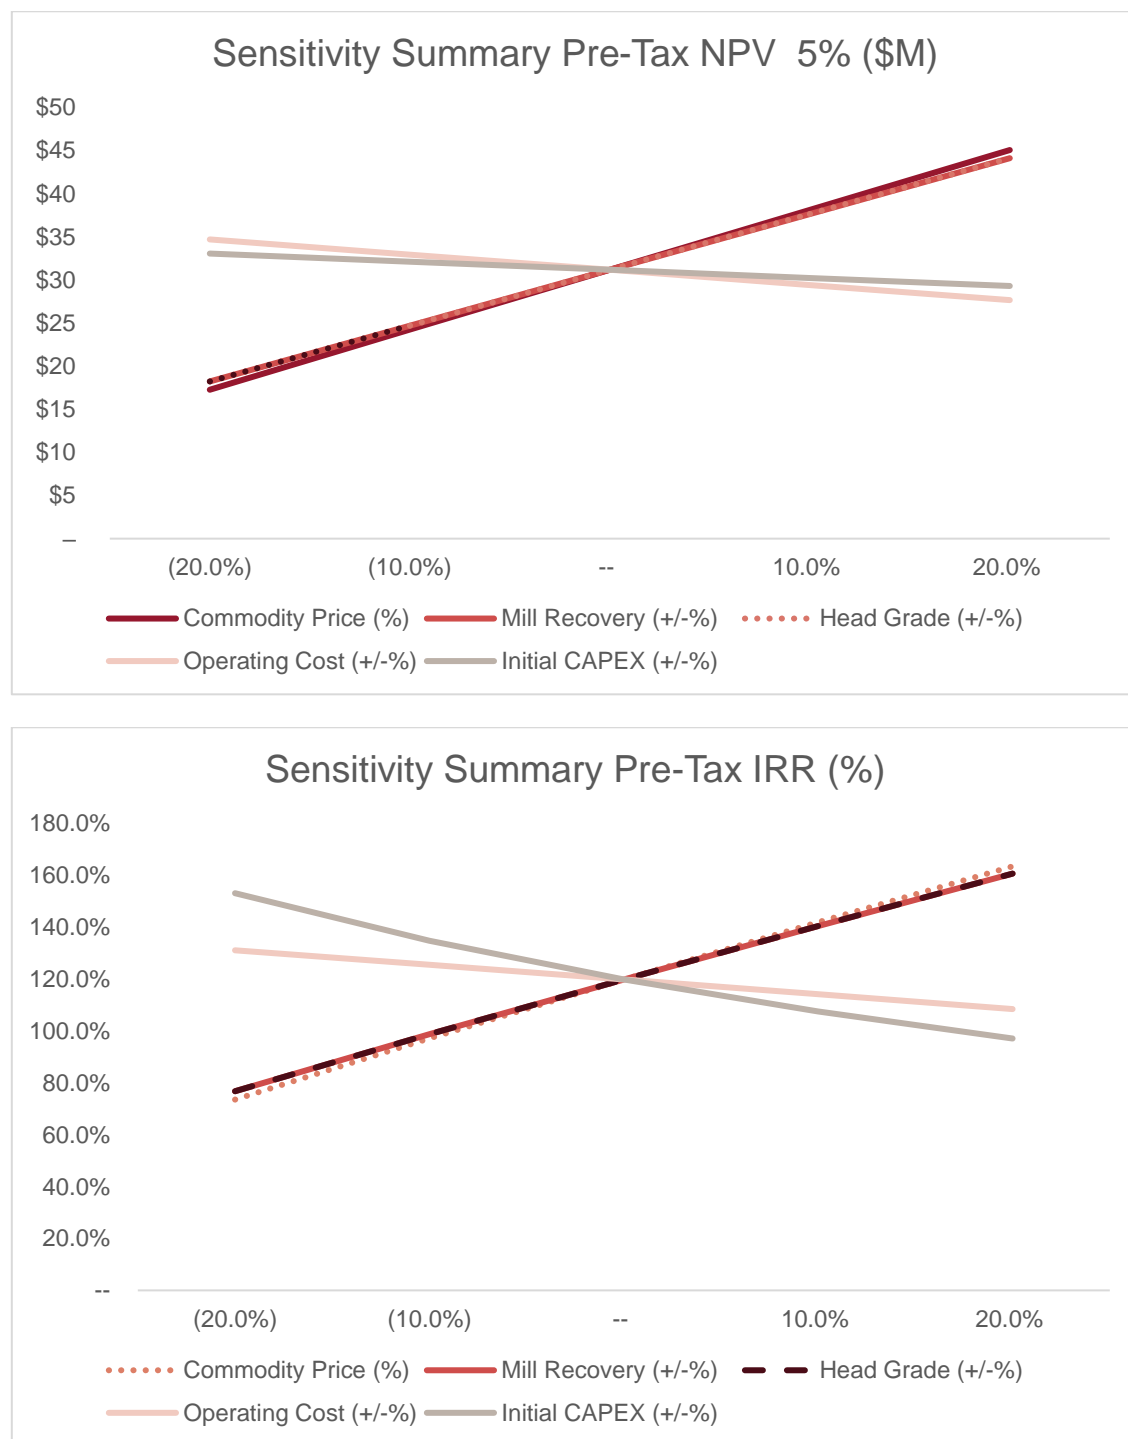 Sensitivity Summary Pre-Tax NPV  5% ($M)
$50
$45
$40
$35
$30
$25
$20
$15
$10
$5
–
(20.0%) (10.0%) -- 10.0% 20.0%
Commodity Price (%) Mill Recovery (+/-%) Head Grade (+/-%)
Operating Cost (+/-%) Initial CAPEX (+/-%)
Sensitivity Summary Pre-Tax IRR (%)
180.0%
160.0%
140.0%
120.0%
100.0%
80.0%
60.0%
40.0%
20.0%
--
(20.0%) (10.0%) -- 10.0% 20.0%
Commodity Price (%) Mill Recovery (+/-%) Head Grade (+/-%)
Operating Cost (+/-%) Initial CAPEX (+/-%)